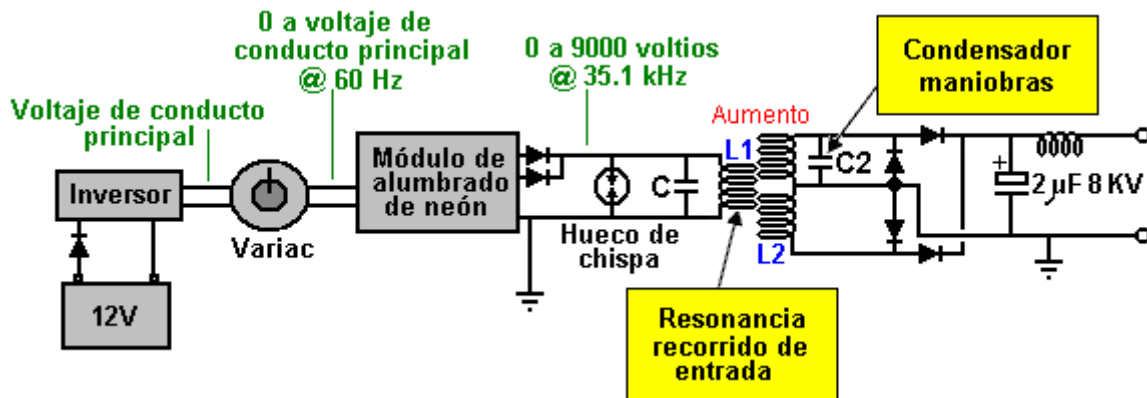 0 a voltaje de
conducto principal
@ 60 Hz
0 a 9000 voltios
@ 35.1 kHz
Condensador
maniobras
Voltaje de conducto
principal
Aumento
L1
C2
Inversor
Módulo de
alumbrado
de neón
C
+
2 µF 8 KV
Variac
Hueco de
chispa
L2
12V
Resonancia
recorrido de
entrada